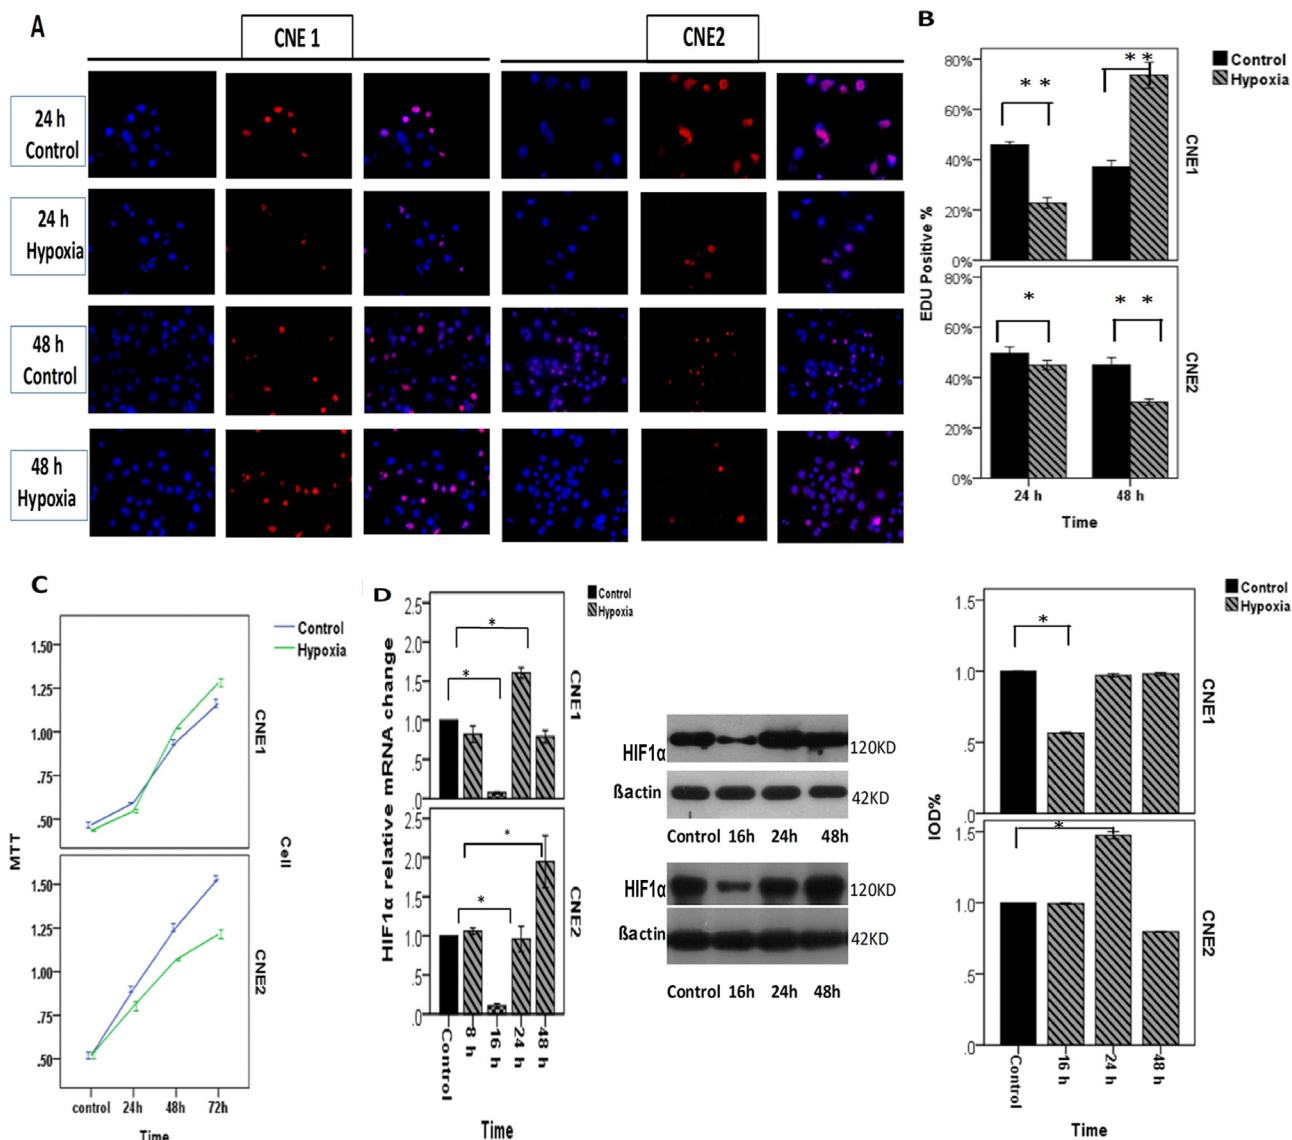 A
CNE 1
CNE2
24 h
Control
24 h
Hypoxia
48 h
Control
48 h
Hypoxia
B
Control
Hypoxia
80%
60%
40%
20%
0%
* *
* *
CNE1
80%
60%
40%
20%
0%
*
* *
CNE2
EDU Positive %
24 h
48 h
Time
C
Control
Hypoxia
1.50
1.25
1.00
.75
.50
CNE1
1.50
1.25
1.00
.75
.50
CNE2
MTT
Cell
control
24h
48h
72h
Time
D
Control
Hypoxia
2.5
2.0
1.5
1.0
.5
.0
*
*
CNE1
2.5
2.0
1.5
1.0
.5
.0
*
*
CNE2
HIF1α relative mRNA change
Control
8 h
16 h
24 h
48 h
Time
HIF1α
120KD
ßactin
42KD
Control 16h 24h 48h
HIF1α
120KD
ßactin
42KD
Control 16h 24h 48h
Control
Hypoxia
1.5
1.0
.5
.0
*
CNE1
1.5
1.0
.5
.0
*
CNE2
IOD%
Control
16 h
24 h
48 h
Time